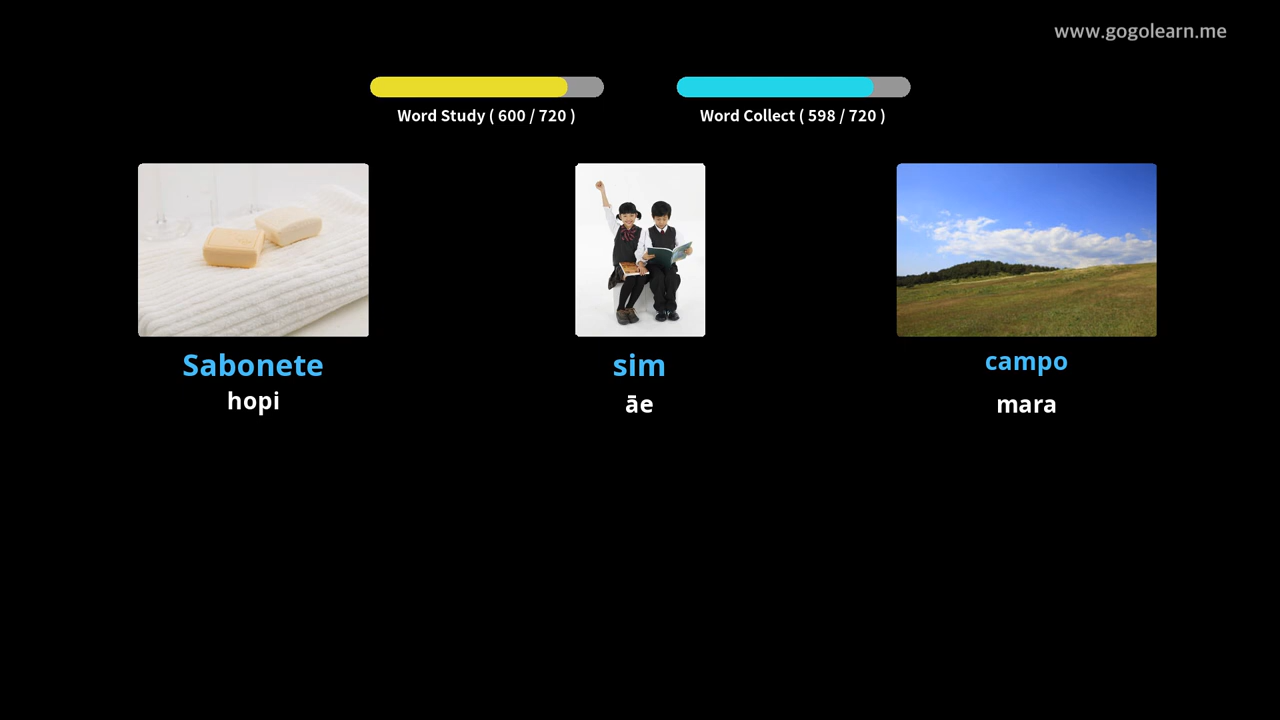 www.gogolearn.me
Word Study ( 600 / 720 )
Word Collect ( 598 / 720 )
Sabonete
hopi
sim
āe
campo
mara